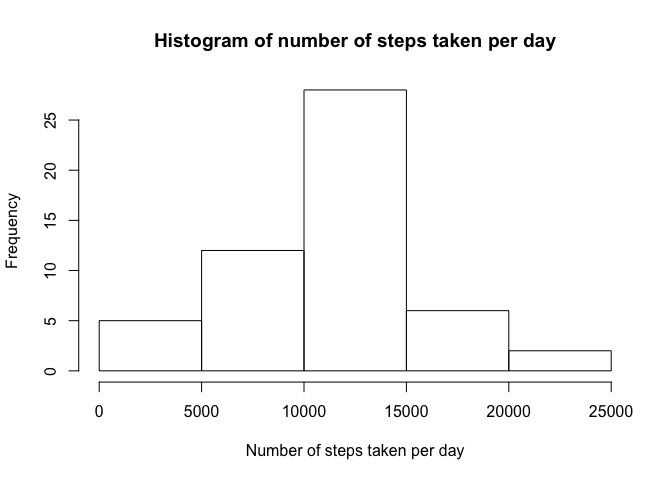 Histogram of number of steps taken per day
Frequency
25
20
15
10
5
0
0 5000 10000 15000 20000 25000
Number of steps taken per day